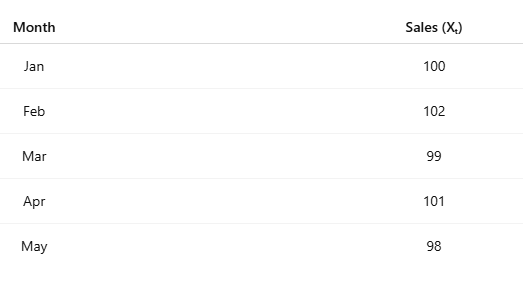 Month Sales (Xₜ)
Jan 100
Feb 102
Mar 99
Apr 101
May 98